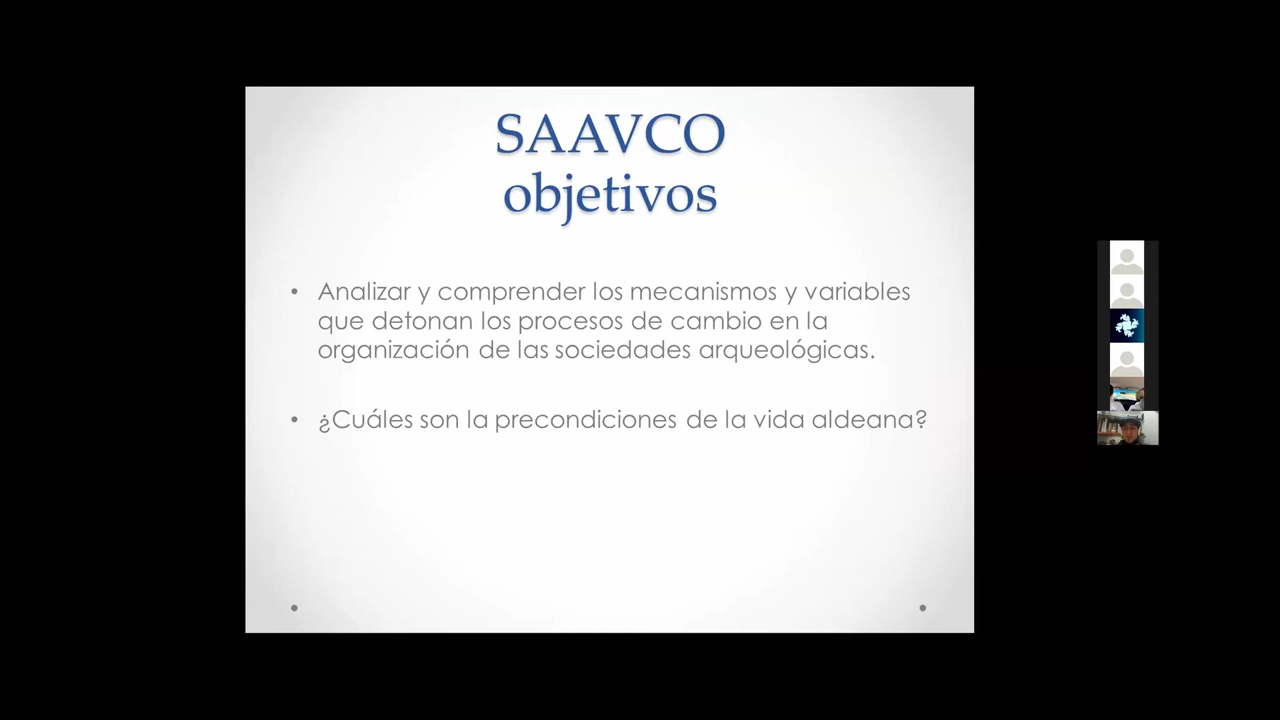 SAAVCO
objetivos
• Analizar y comprender los mecanismos y variables
que detonan los procesos de cambio en la
organización de las sociedades arqueológicas.
• ¿Cuáles son la precondiciones de la vida aldeana?